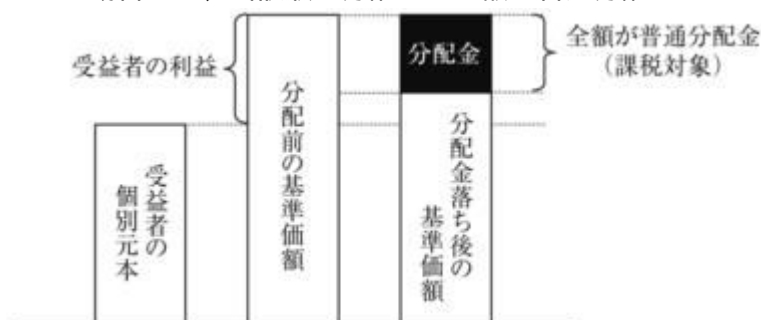 受益者の利益
分配金
全額が普通分配金
(課税対象)
受益者の
個別元本
分配前の基準価額
分配金落ち後の
基準価額